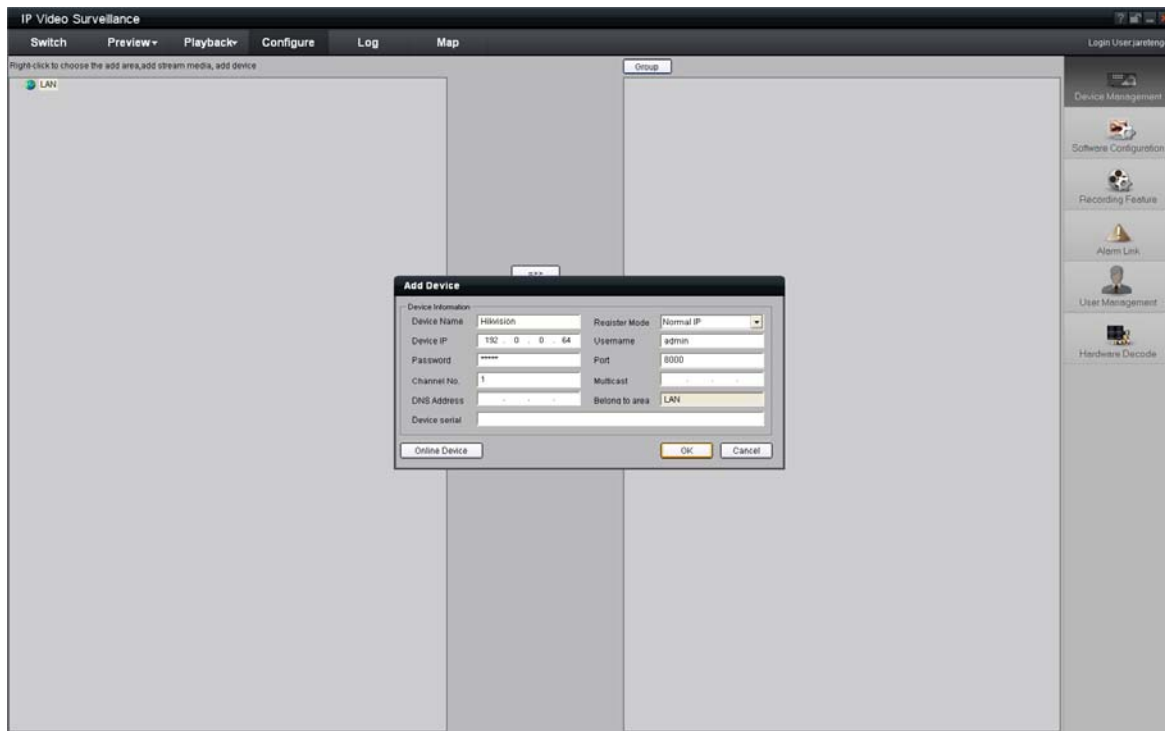 IP Video Surveillance
Switch Preview Playback Configure Log Map Login User:jareteng
Right-click to choose the add area,add stream media, add device
Group
LAN
Device Management
Software Configuration
Recording Feature
Alarm Link
User Management
Hardware Decode
Add Device
Device Information
Device Name Hikvision Register Mode Normal IP
Device IP 192 . 0 . 0 . 64 Username admin
Password ***** Port 8000
Channel No. 1 Multicast . . .
DNS Address . . . Belong to area LAN
Device serial
Online Device OK Cancel